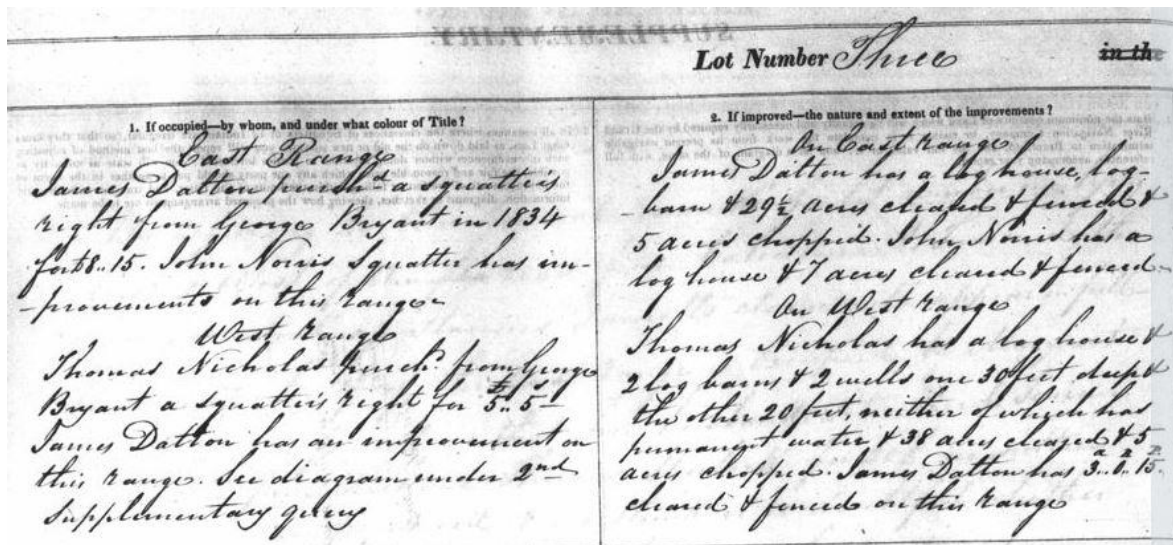 SUPPLEMENTARY.
Lot Number Three in the
1. If occupied—by whom, and under what colour of Title?
East Range
James Dalton purchd a squatter's
right from George Bryant in 1834
for 8..15. John Norris Squatter has im-
-provements on this range
West range
Thomas Nicholas purchd from George
Bryant a squatter's right for £5..5s
James Dalton has an improvement on
this range. See diagram under 2nd
Supplementary query
2. If improved—the nature and extent of the improvements?
On East range
James Dalton has a log house, log-
-barn & 29½ acres cleared & fenced &
5 acres chopped. John Norris has a
log house & 7 acres cleared & fenced
On West range
Thomas Nicholas has a log house &
2 log barns & 2 wells one 30 feet deep &
the other 20 feet, neither of which has
permanent water & 38 acres cleared & 5
acres chopped. James Dalton has 3..0..15
cleared & fenced on this range